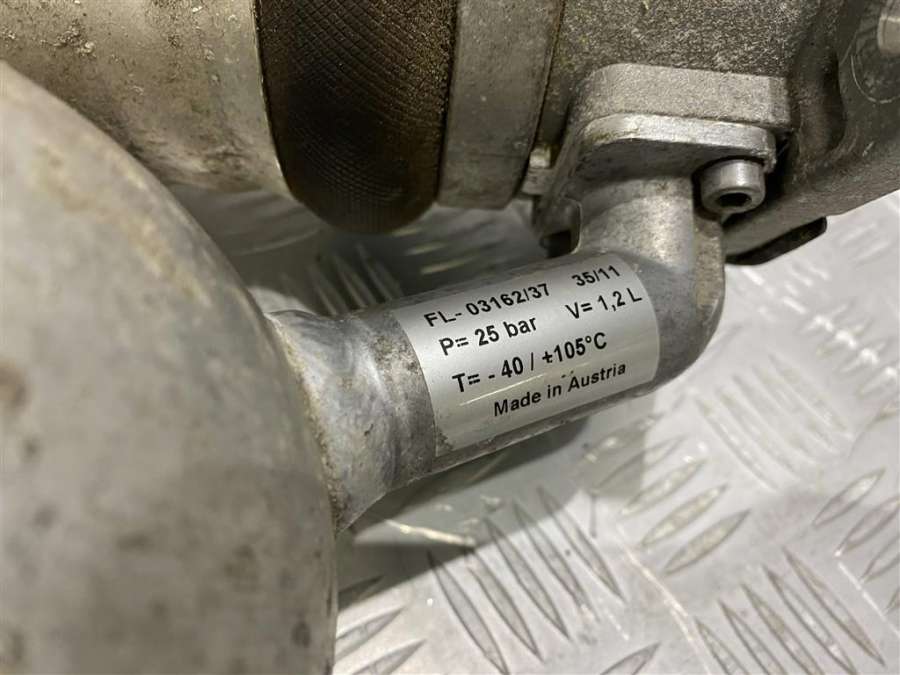 FL- 03162/37 35/11
P= 25 bar V= 1,2 L
T= - 40 / +105°C
Made in Austria